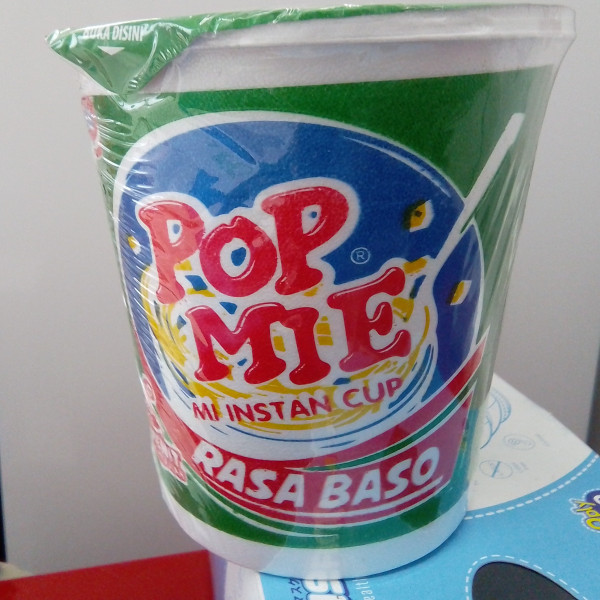 BUKA DISINI
POP
MIE
®
MI INSTAN CUP
RASA BASO